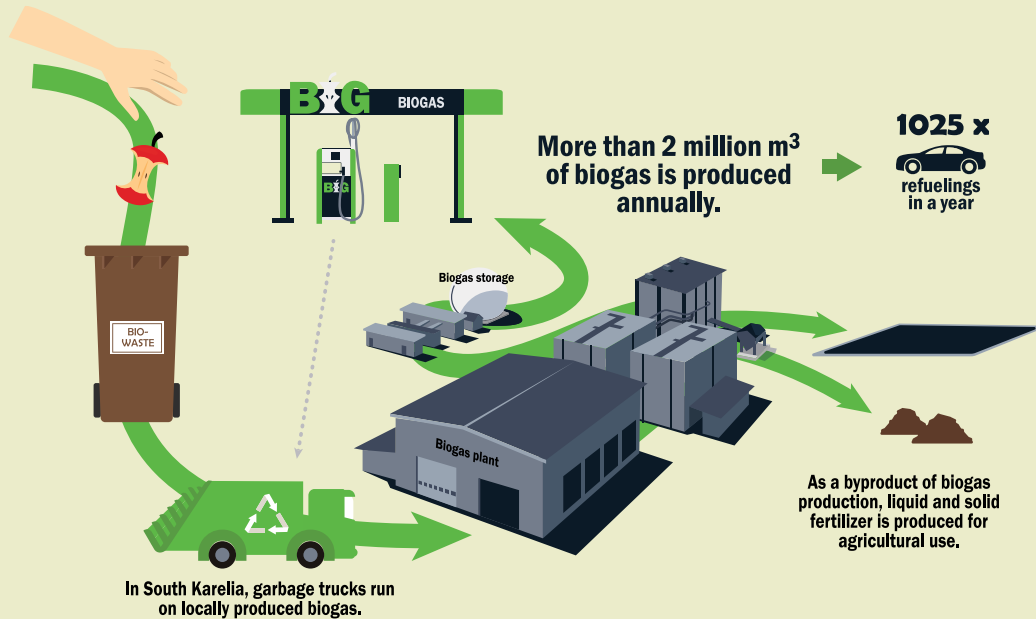 BIG BIOGAS
BIG
More than 2 million m³
of biogas is produced
annually.
1025 x
refuelings
in a year
Biogas storage
BIO-
WASTE
Biogas plant
As a byproduct of biogas
production, liquid and solid
fertilizer is produced for
agricultural use.
In South Karelia, garbage trucks run
on locally produced biogas.